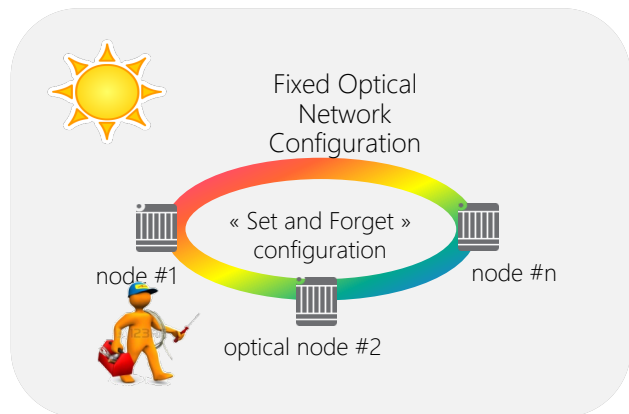 Fixed Optical
Network
Configuration
« Set and Forget »
configuration
node #1
node #n
optical node #2